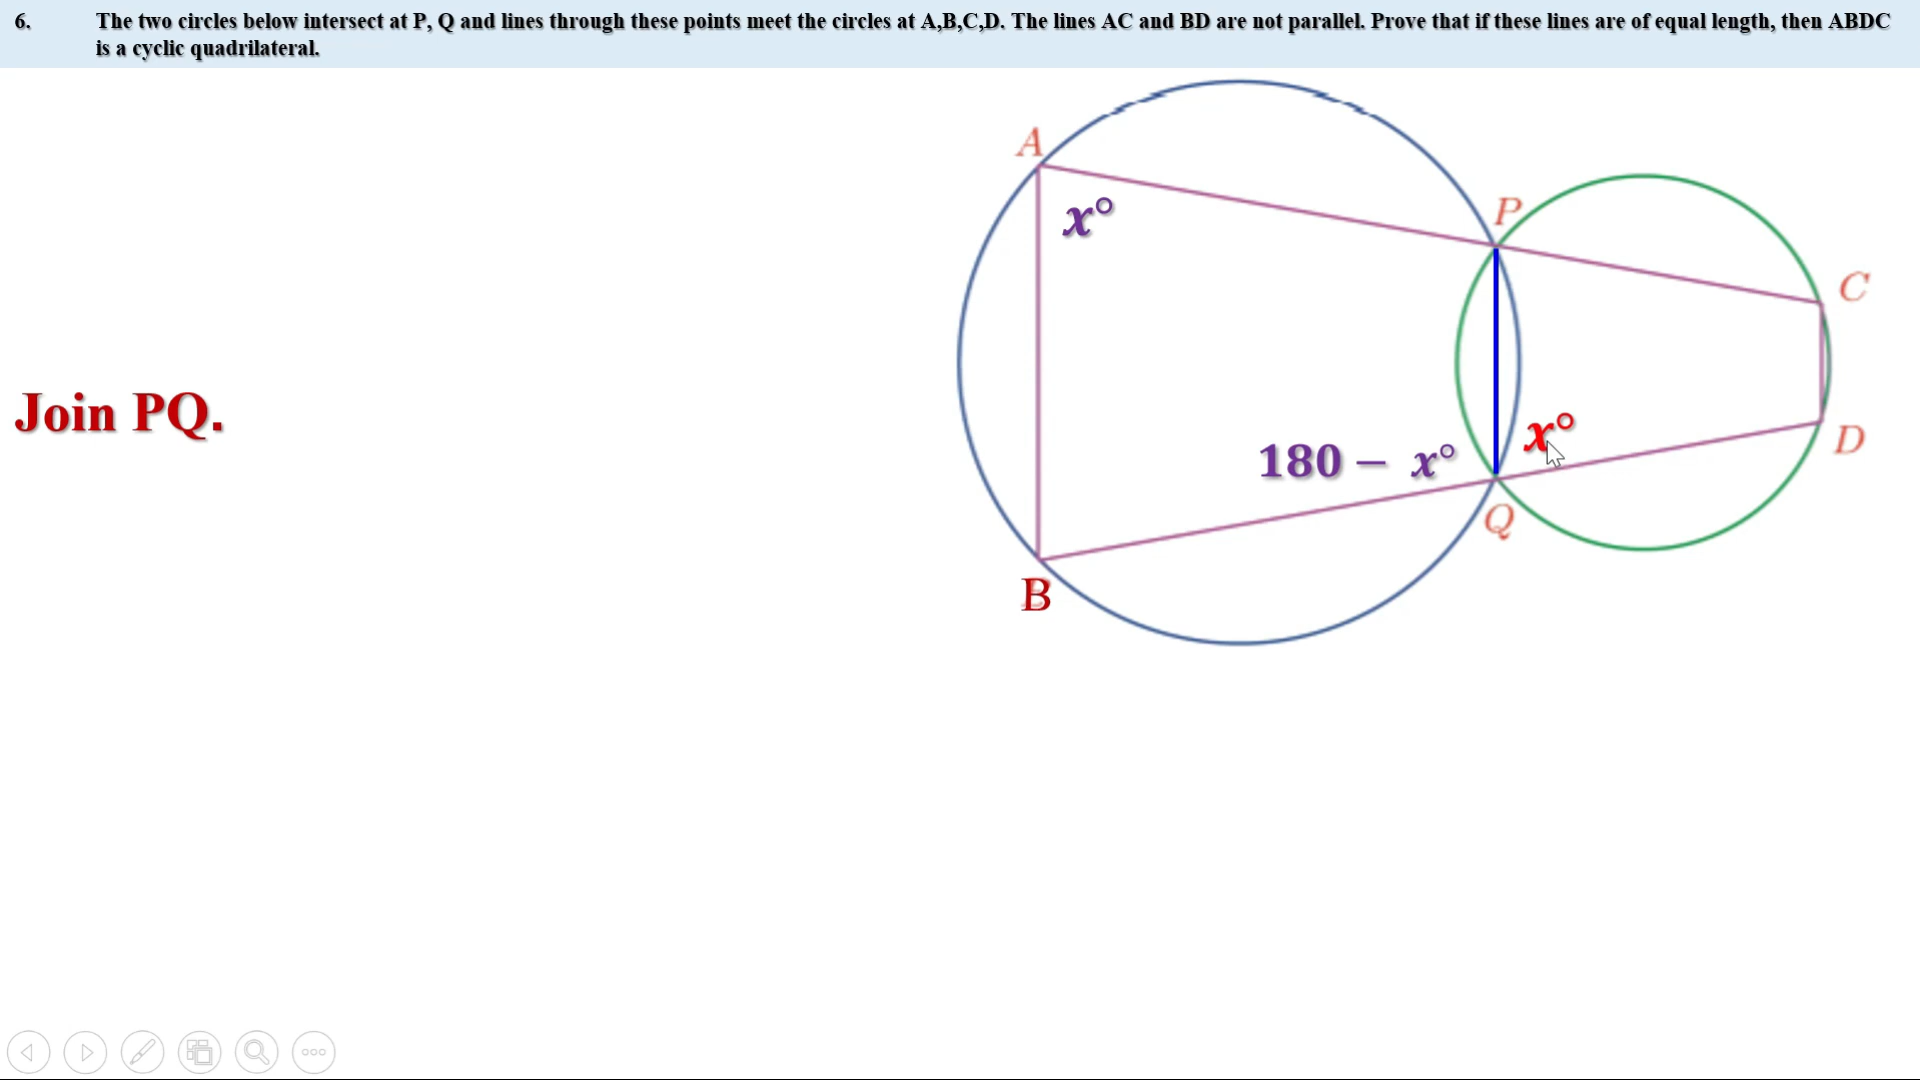 6. The two circles below intersect at P, Q and lines through these points meet the circles at A,B,C,D. The lines AC and BD are not parallel. Prove that if these lines are of equal length, then ABDC
is a cyclic quadrilateral.
A
x°
P
C
Join PQ.
180 − x°
x°
D
Q
B